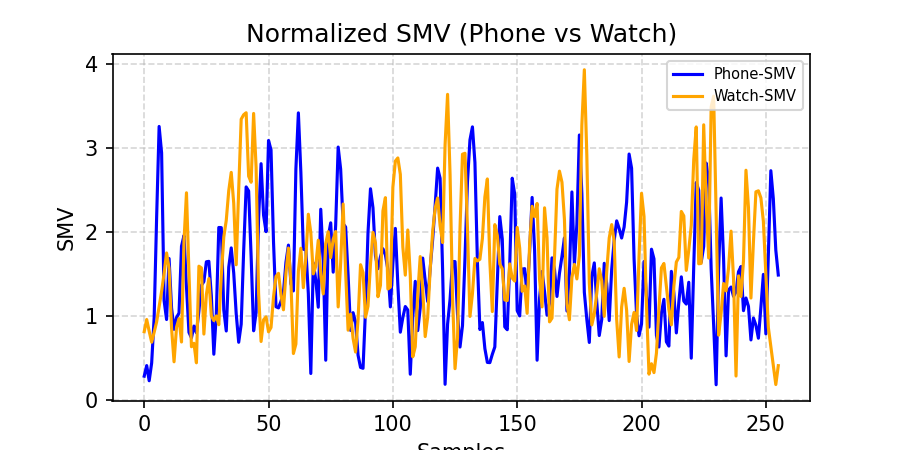 Normalized SMV (Phone vs Watch)
Phone-SMV
Watch-SMV
SMV
4
3
2
1
0
0 50 100 150 200 250
Samples